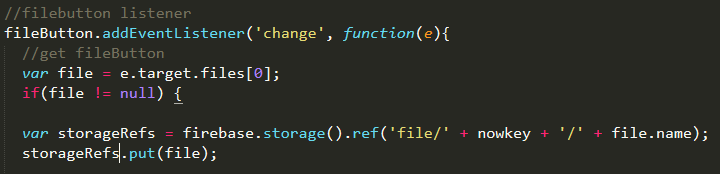 //filebutton listener
fileButton.addEventListener('change', function(e){
//get fileButton
var file = e.target.files[0];
if(file != null) {
var storageRefs = firebase.storage().ref('file/' + nowkey + '/' + file.name);
storageRefs.put(file);